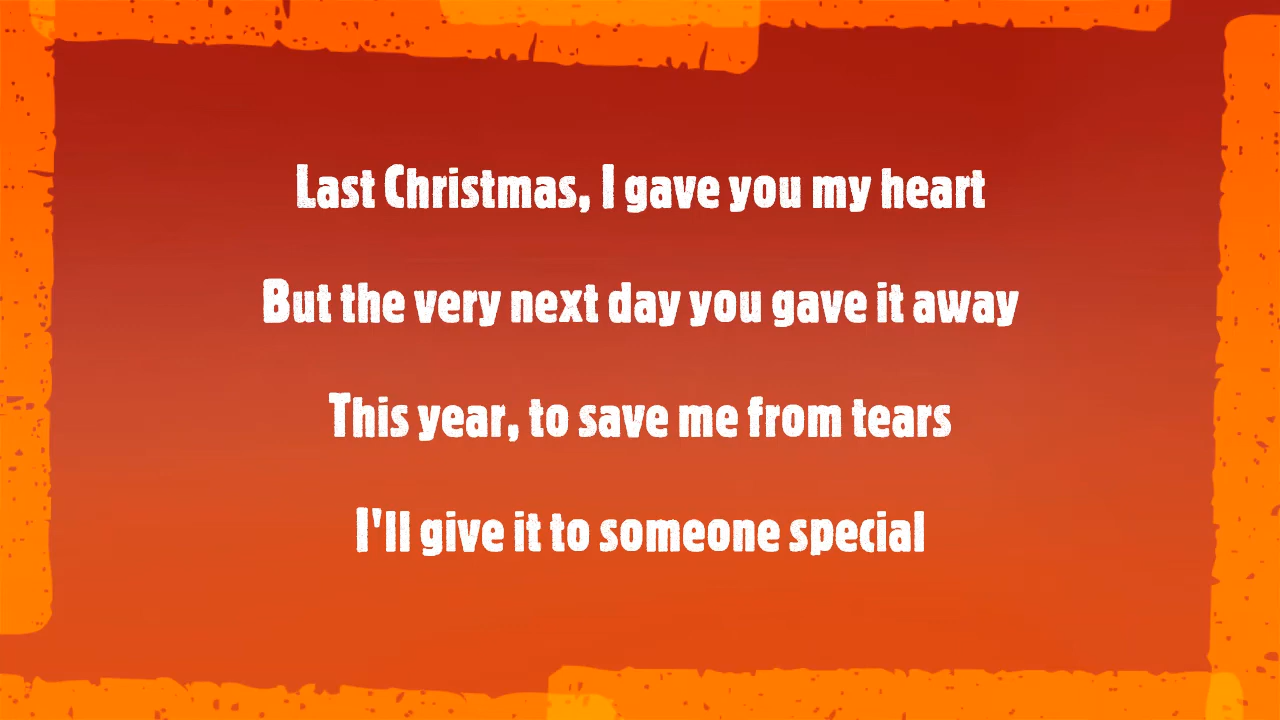 Last Christmas, I gave you my heart
But the very next day you gave it away
This year, to save me from tears
I'll give it to someone special